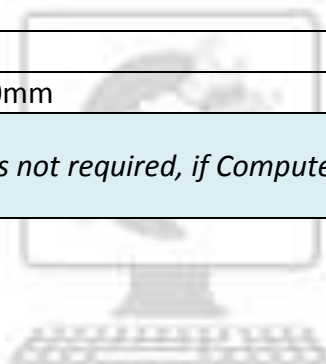 0mm
s not required, if Compute